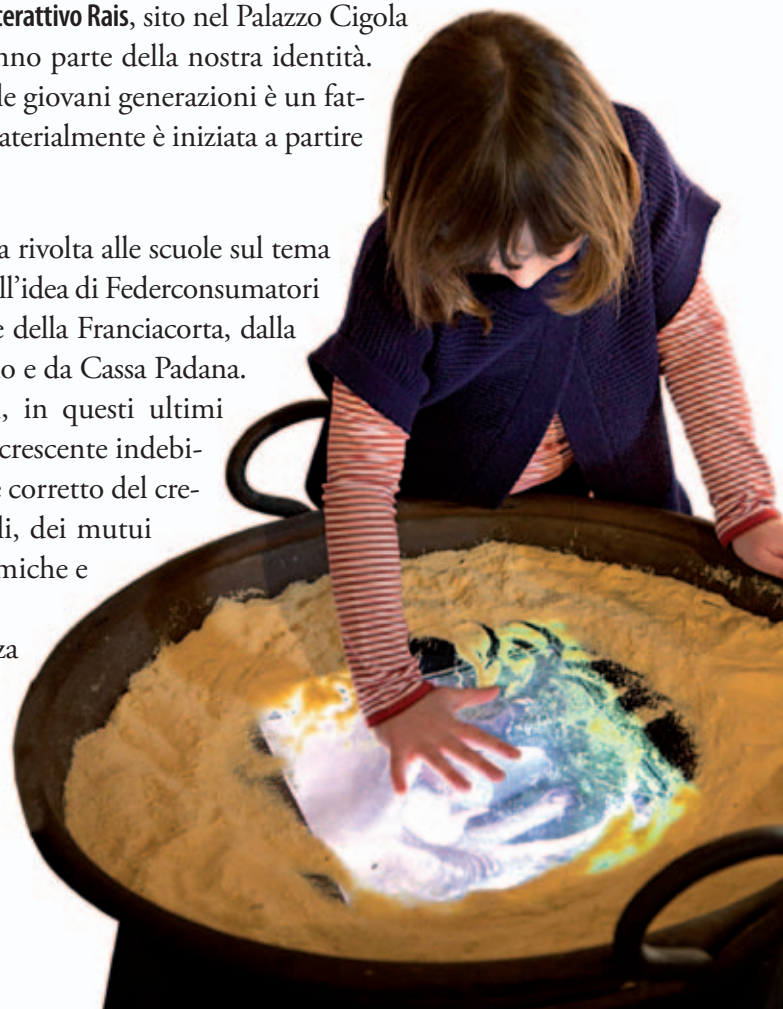 terattivo Rais, sito nel Palazzo Cigola
nno parte della nostra identità.
le giovani generazioni è un fat-
aterialmente è iniziata a partire
a rivolta alle scuole sul tema
ll’idea di Federconsumatori
e della Franciacorta, dalla
o e da Cassa Padana.
, in questi ultimi
crescente indebi-
e corretto del cre-
li, dei mutui
miche e
za